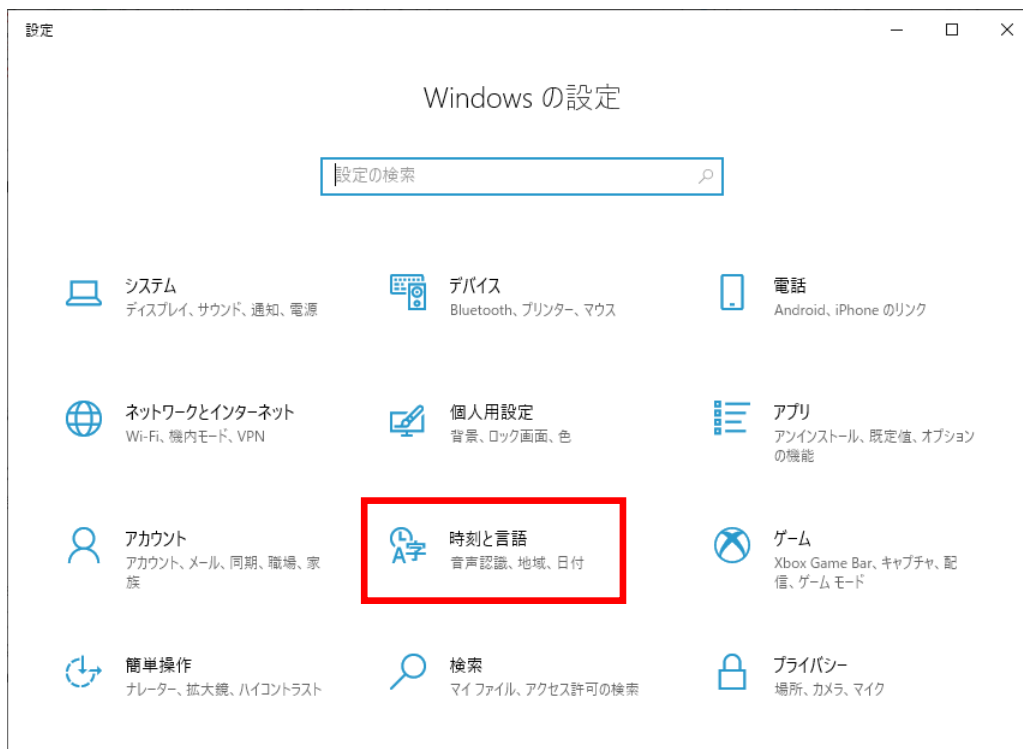 設定
Windows の設定
設定の検索
システム
ディスプレイ、サウンド、通知、電源
デバイス
Bluetooth、プリンター、マウス
電話
Android、iPhone のリンク
ネットワークとインターネット
Wi-Fi、機内モード、VPN
個人用設定
背景、ロック画面、色
アプリ
アンインストール、既定値、オプション
の機能
アカウント
アカウント、メール、同期、職場、家
族
時刻と言語
音声認識、地域、日付
ゲーム
Xbox Game Bar、キャプチャ、配
信、ゲーム モード
簡単操作
ナレーター、拡大鏡、ハイコントラスト
検索
マイ ファイル、アクセス許可の検索
プライバシー
場所、カメラ、マイク